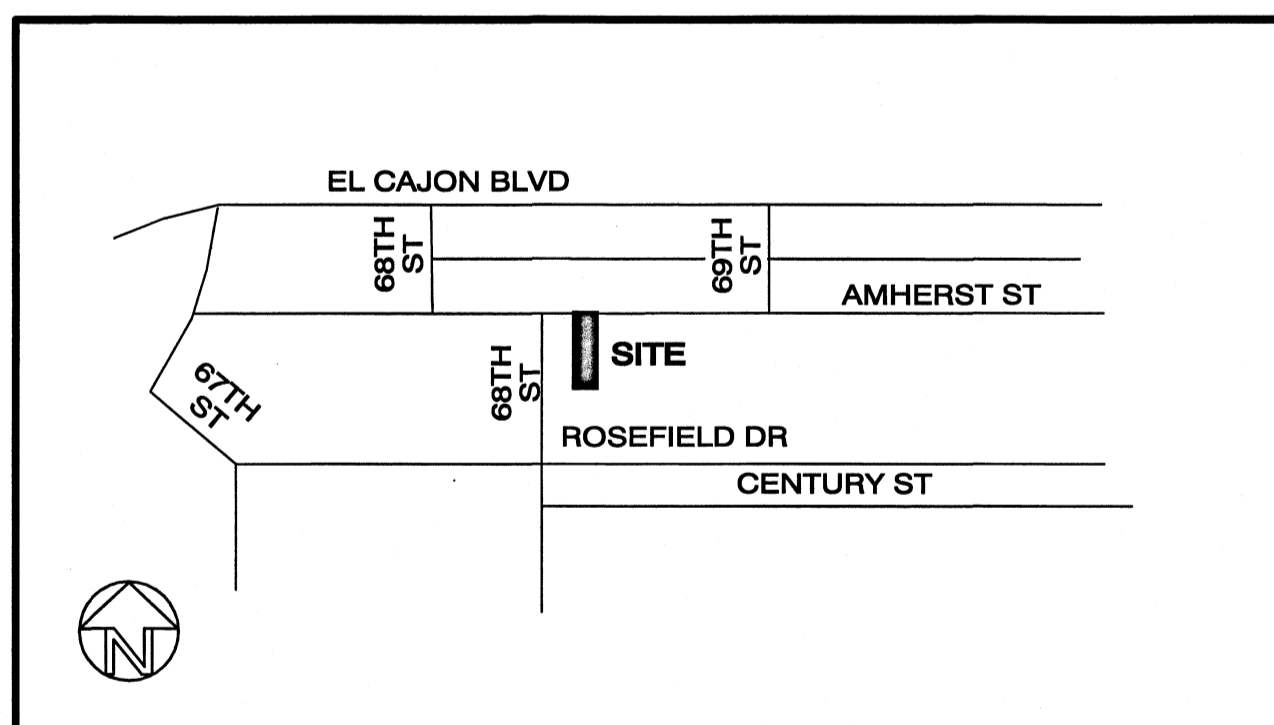 EL CAJON BLVD
68TH
ST
69TH
ST
AMHERST ST
67TH
ST
68TH
ST
SITE
ROSEFIELD DR
CENTURY ST
N